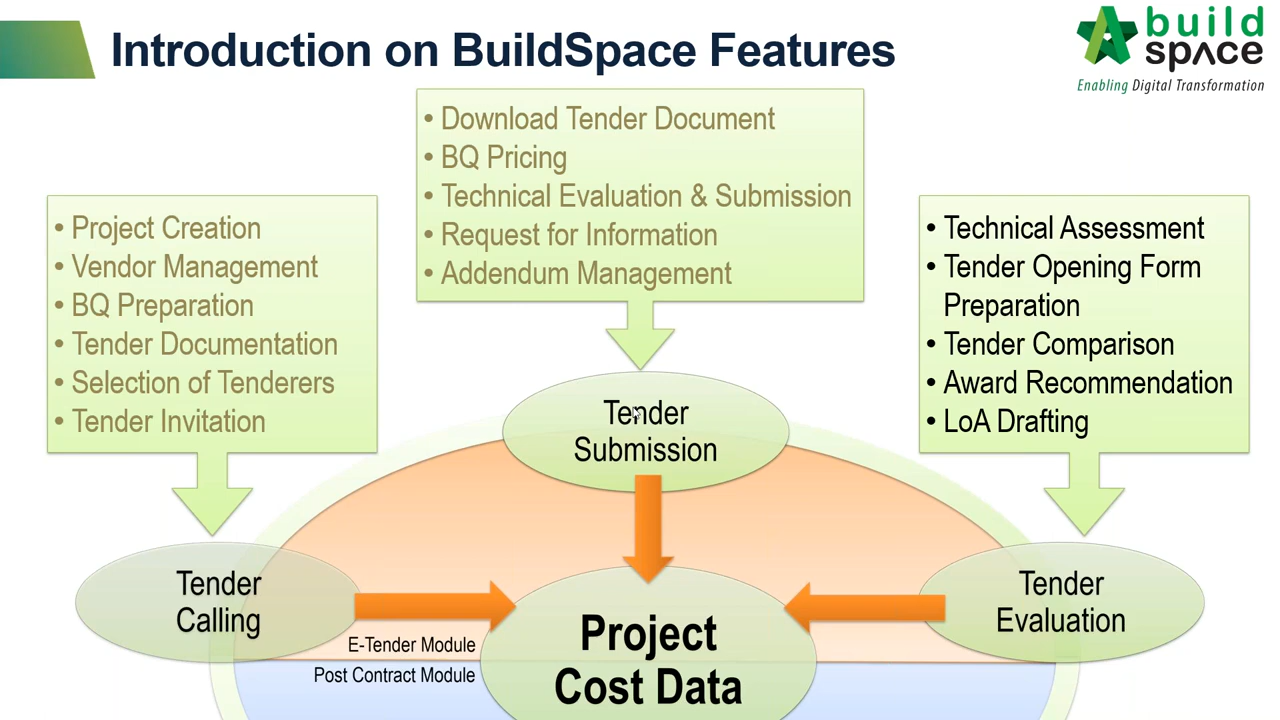 Introduction on BuildSpace Features
build
space
Enabling Digital Transformation
• Download Tender Document
• BQ Pricing
• Technical Evaluation & Submission
• Request for Information
• Addendum Management
• Project Creation
• Vendor Management
• BQ Preparation
• Tender Documentation
• Selection of Tenderers
• Tender Invitation
• Technical Assessment
• Tender Opening Form
Preparation
• Tender Comparison
• Award Recommendation
• LoA Drafting
Tender
Submission
Tender
Calling
Tender
Evaluation
E-Tender Module
Post Contract Module
Project
Cost Data